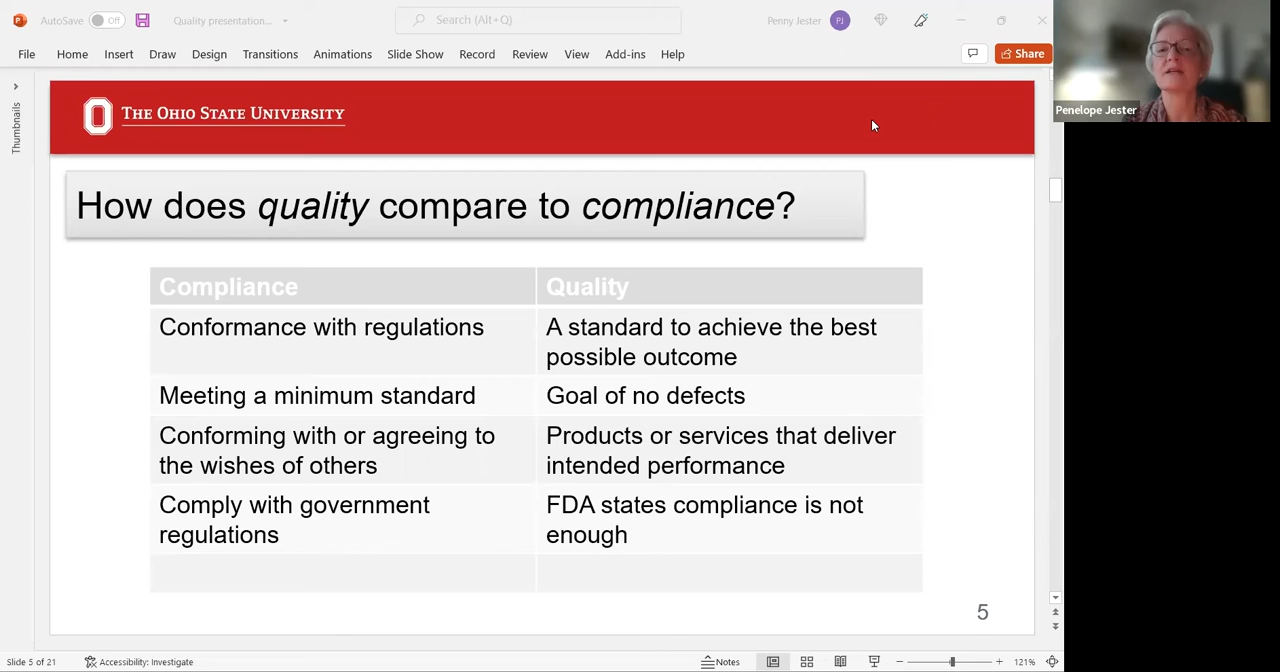 AutoSave Off Quality presentation... Search (Alt+Q) Penny Jester PJ
File Home Insert Draw Design Transitions Animations Slide Show Record Review View Add-ins Help Share
Penelope Jester
Thumbnails
THE OHIO STATE UNIVERSITY
How does quality compare to compliance?
Compliance Quality
Conformance with regulations A standard to achieve the best
possible outcome
Meeting a minimum standard Goal of no defects
Conforming with or agreeing to Products or services that deliver
the wishes of others intended performance
Comply with government FDA states compliance is not
regulations enough
5
Slide 5 of 21 Accessibility: Investigate Notes 121%